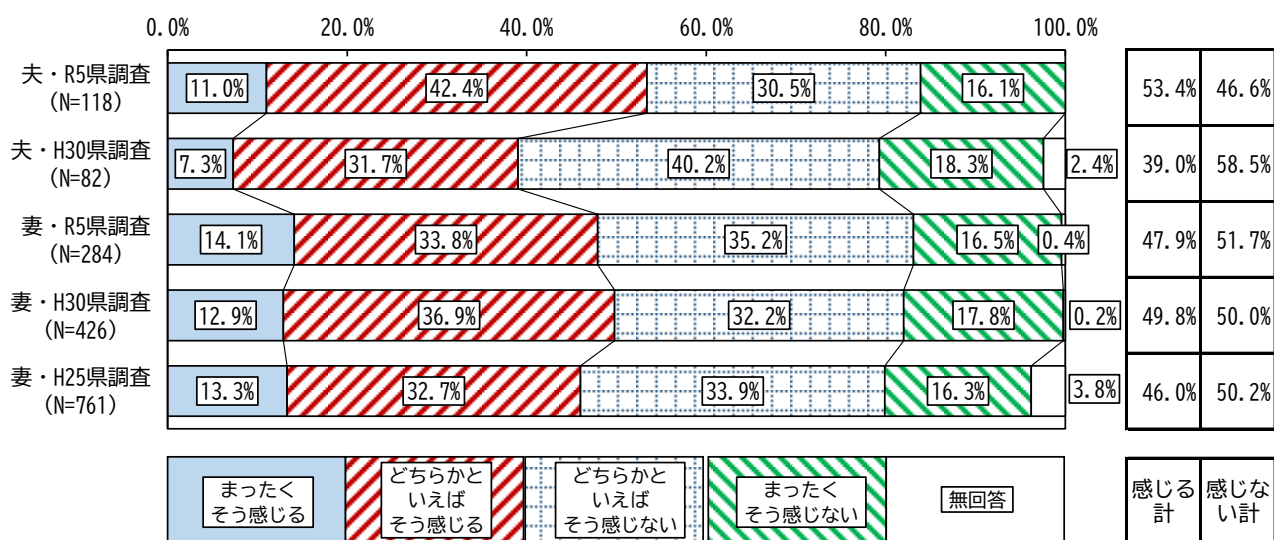 0.0% 20.0% 40.0% 60.0% 80.0% 100.0%
夫・R5県調査
(N=118)
11.0% 42.4% 30.5% 16.1% 53.4% 46.6%
夫・H30県調査
(N=82)
7.3% 31.7% 40.2% 18.3% 2.4% 39.0% 58.5%
妻・R5県調査
(N=284)
14.1% 33.8% 35.2% 16.5% 0.4% 47.9% 51.7%
妻・H30県調査
(N=426)
12.9% 36.9% 32.2% 17.8% 0.2% 49.8% 50.0%
妻・H25県調査
(N=761)
13.3% 32.7% 33.9% 16.3% 3.8% 46.0% 50.2%
まったく
そう感じる
どちらかと
いえば
そう感じる
どちらかと
いえば
そう感じない
まったく
そう感じない
無回答
感じる
計
感じな
い計